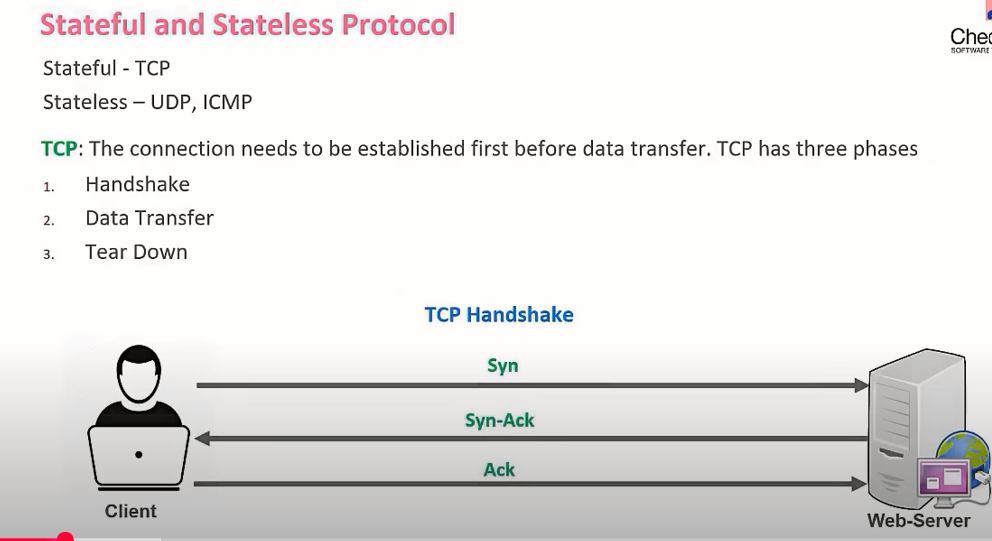 Stateful and Stateless Protocol
Stateful - TCP
Stateless – UDP, ICMP
TCP: The connection needs to be established first before data transfer. TCP has three phases
1. Handshake
2. Data Transfer
3. Tear Down
TCP Handshake
Syn
Syn-Ack
Ack
Client
Web-Server